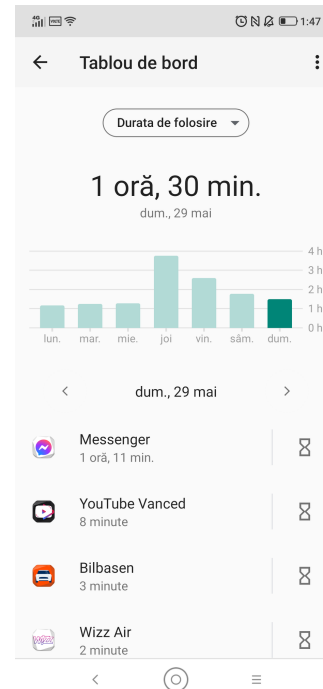 4G VoLTE 1:47
Tablou de bord
Durata de folosire
1 oră, 30 min.
dum., 29 mai
4 h
3 h
2 h
1 h
0 h
lun. mar. mie. joi vin. sâm. dum.
dum., 29 mai
Messenger
1 oră, 11 min.
YouTube Vanced
8 minute
Bilbasen
3 minute
Wizz Air
2 minute